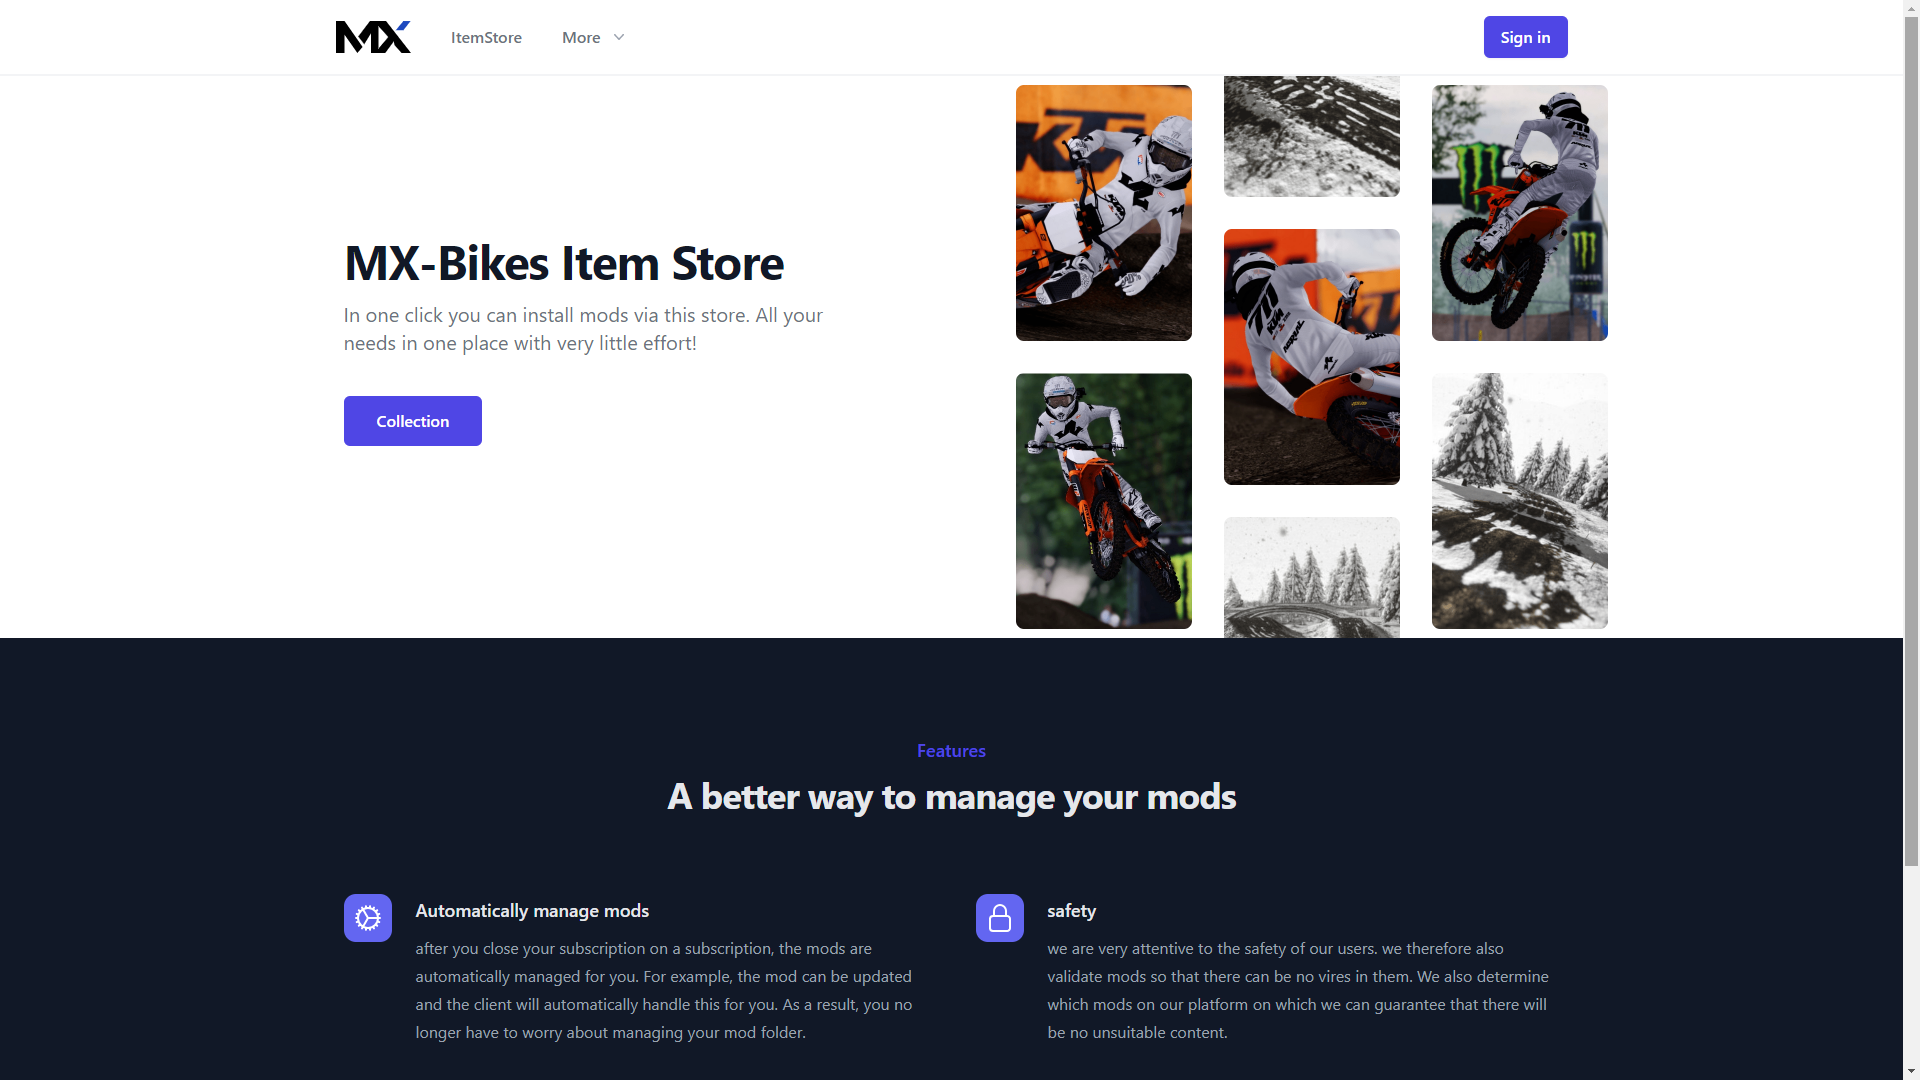 MX
ItemStore
More
Sign in
MX-Bikes Item Store
In one click you can install mods via this store. All your
needs in one place with very little effort!
Collection
Features
A better way to manage your mods
Automatically manage mods
after you close your subscription on a subscription, the mods are
automatically managed for you. For example, the mod can be updated
and the client will automatically handle this for you. As a result, you no
longer have to worry about managing your mod folder.
safety
we are very attentive to the safety of our users. we therefore also
validate mods so that there can be no vires in them. We also determine
which mods on our platform on which we can guarantee that there will
be no unsuitable content.